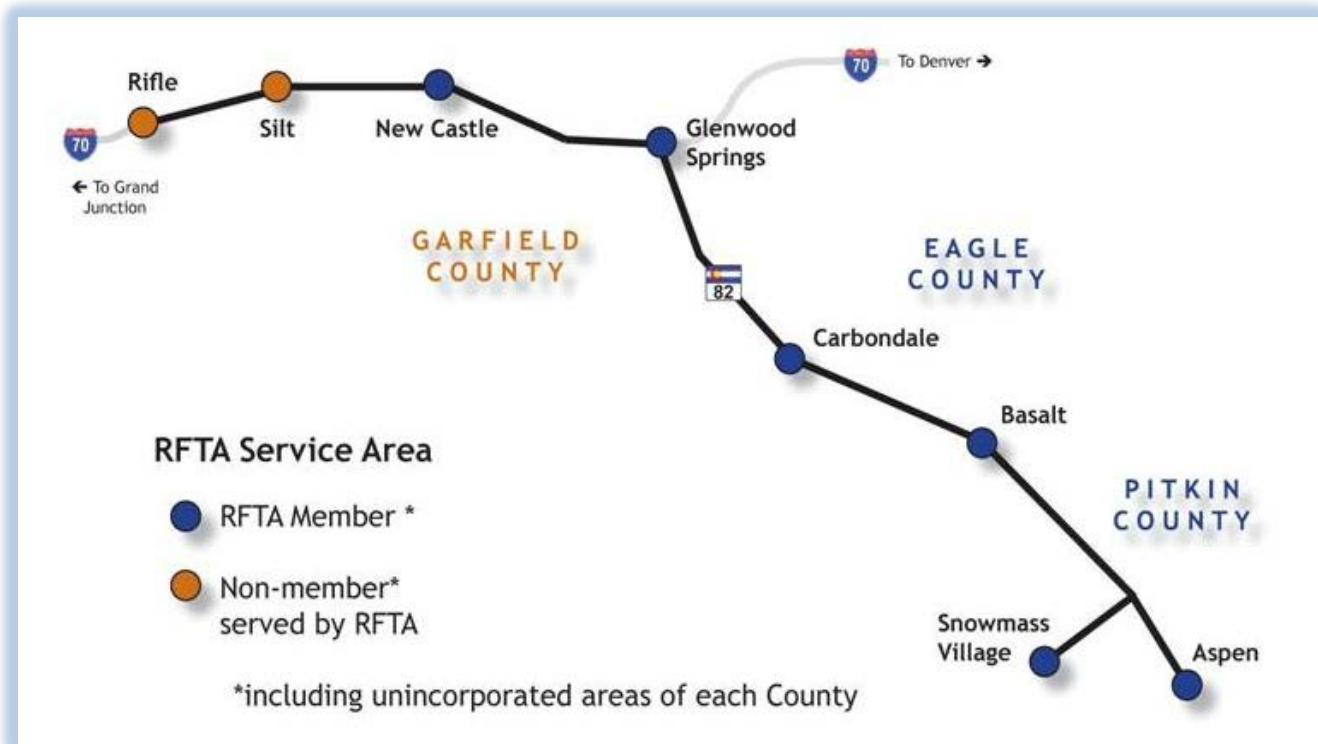 Rifle
Silt
New Castle
Glenwood
Springs
70
To Denver →
70
← To Grand
Junction
GARFIELD
COUNTY
EAGLE
COUNTY
82
Carbondale
Basalt
PITKIN
COUNTY
Snowmass
Village
Aspen
RFTA Service Area
RFTA Member *
Non-member*
served by RFTA
*including unincorporated areas of each County